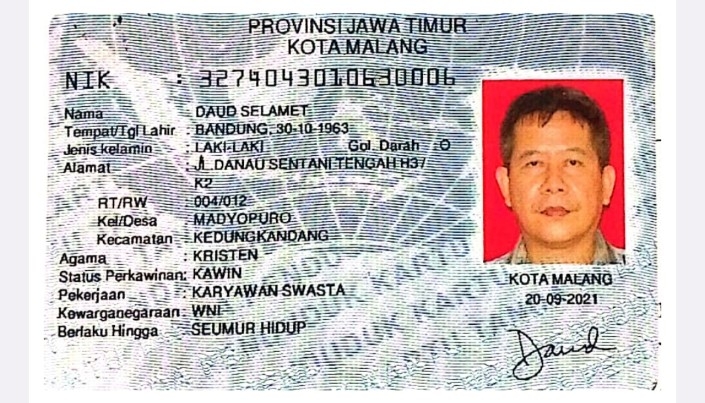 PROVINSI JAWA TIMUR
KOTA MALANG
NIK : 3274043010630006
Nama : DAUD SELAMET
Tempat/Tgl Lahir : BANDUNG, 30-10-1963
Jenis kelamin : LAKI-LAKI Gol. Darah : O
Alamat : JL. DANAU SENTANI TENGAH H37
K2
RT/RW : 004/012
Kel/Desa : MADYOPURO
Kecamatan : KEDUNGKANDANG
Agama : KRISTEN
Status Perkawinan: KAWIN
Pekerjaan : KARYAWAN SWASTA
Kewarganegaraan: WNI
Berlaku Hingga : SEUMUR HIDUP
KOTA MALANG
20-09-2021
Daud